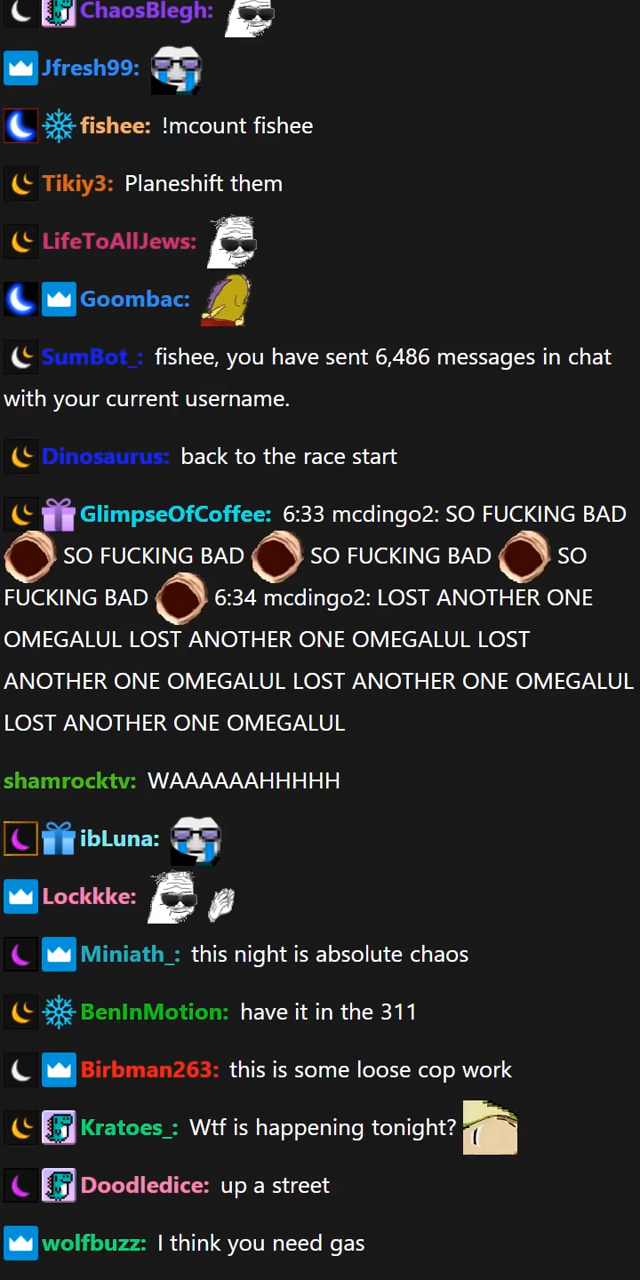 ChaosBlegh:
Jfresh99:
fishee: !mcount fishee
Tikiy3: Planeshift them
LifeToAllJews:
Goombac:
SumBot_: fishee, you have sent 6,486 messages in chat
with your current username.
Dinosaurus: back to the race start
GlimpseOfCoffee: 6:33 mcdingo2: SO FUCKING BAD
SO FUCKING BAD SO FUCKING BAD SO
FUCKING BAD 6:34 mcdingo2: LOST ANOTHER ONE
OMEGALUL LOST ANOTHER ONE OMEGALUL LOST
ANOTHER ONE OMEGALUL LOST ANOTHER ONE OMEGALUL
LOST ANOTHER ONE OMEGALUL
shamrocktv: WAAAAAAHHHHH
ibLuna:
Lockkke:
Miniath_: this night is absolute chaos
BenInMotion: have it in the 311
Birbman263: this is some loose cop work
Kratoes_: Wtf is happening tonight?
Doodledice: up a street
wolfbuzz: I think you need gas